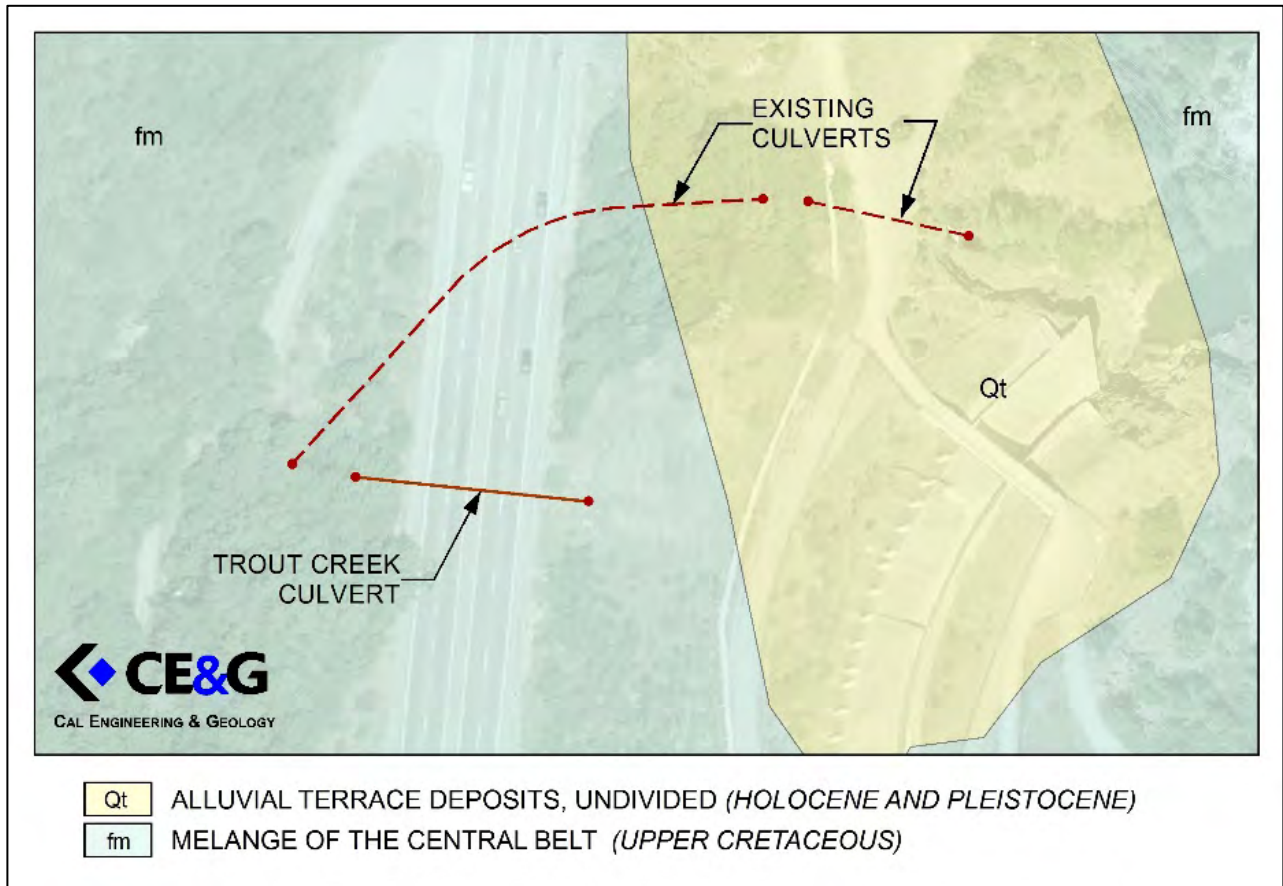 fm
EXISTING
CULVERTS
fm
Qt
TROUT CREEK
CULVERT
CE&G
CAL ENGINEERING & GEOLOGY
Qt ALLUVIAL TERRACE DEPOSITS, UNDIVIDED (HOLOCENE AND PLEISTOCENE)
fm MELANGE OF THE CENTRAL BELT (UPPER CRETACEOUS)